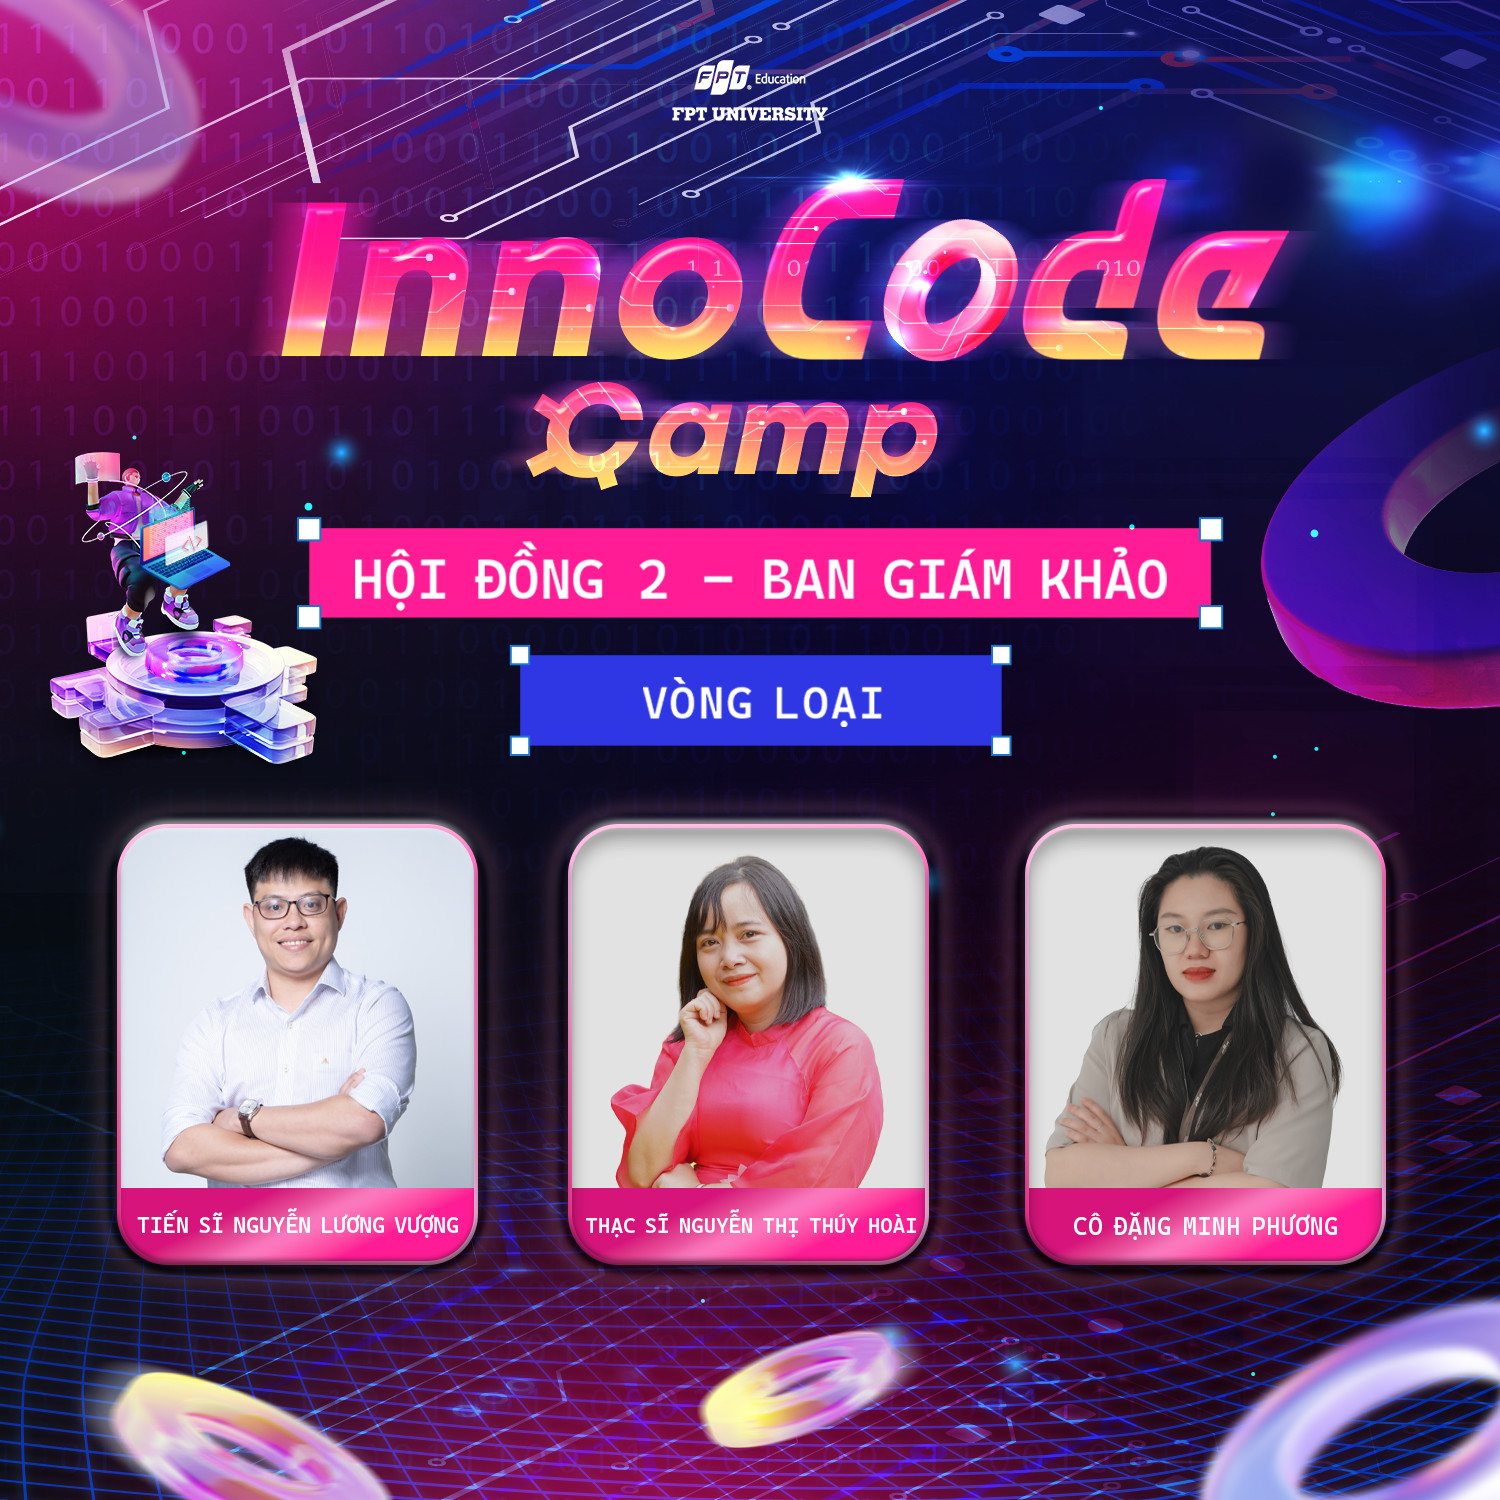 FPT Education
FPT UNIVERSITY
InnoCode
Camp
HỘI ĐỒNG 2 – BAN GIÁM KHẢO
VÒNG LOẠI
TIẾN SĨ NGUYỄN LƯƠNG VƯỢNG
THẠC SĨ NGUYỄN THỊ THÚY HOÀI
CÔ ĐẶNG MINH PHƯƠNG